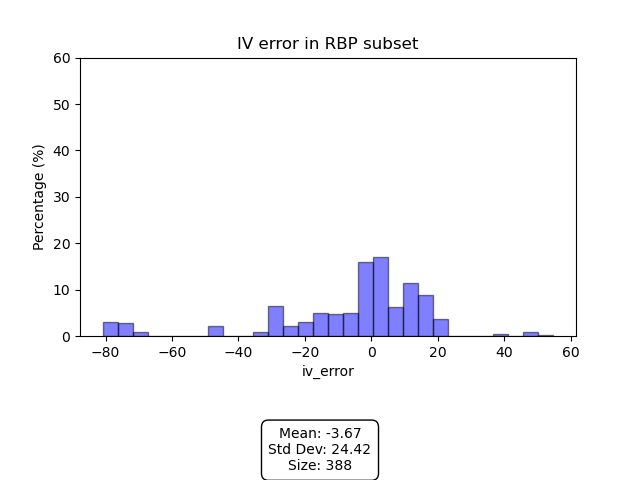 IV error in RBP subset
60
50
40
30
20
10
0
Percentage (%)
−80 −60 −40 −20 0 20 40 60
iv_error
Mean: -3.67
Std Dev: 24.42
Size: 388